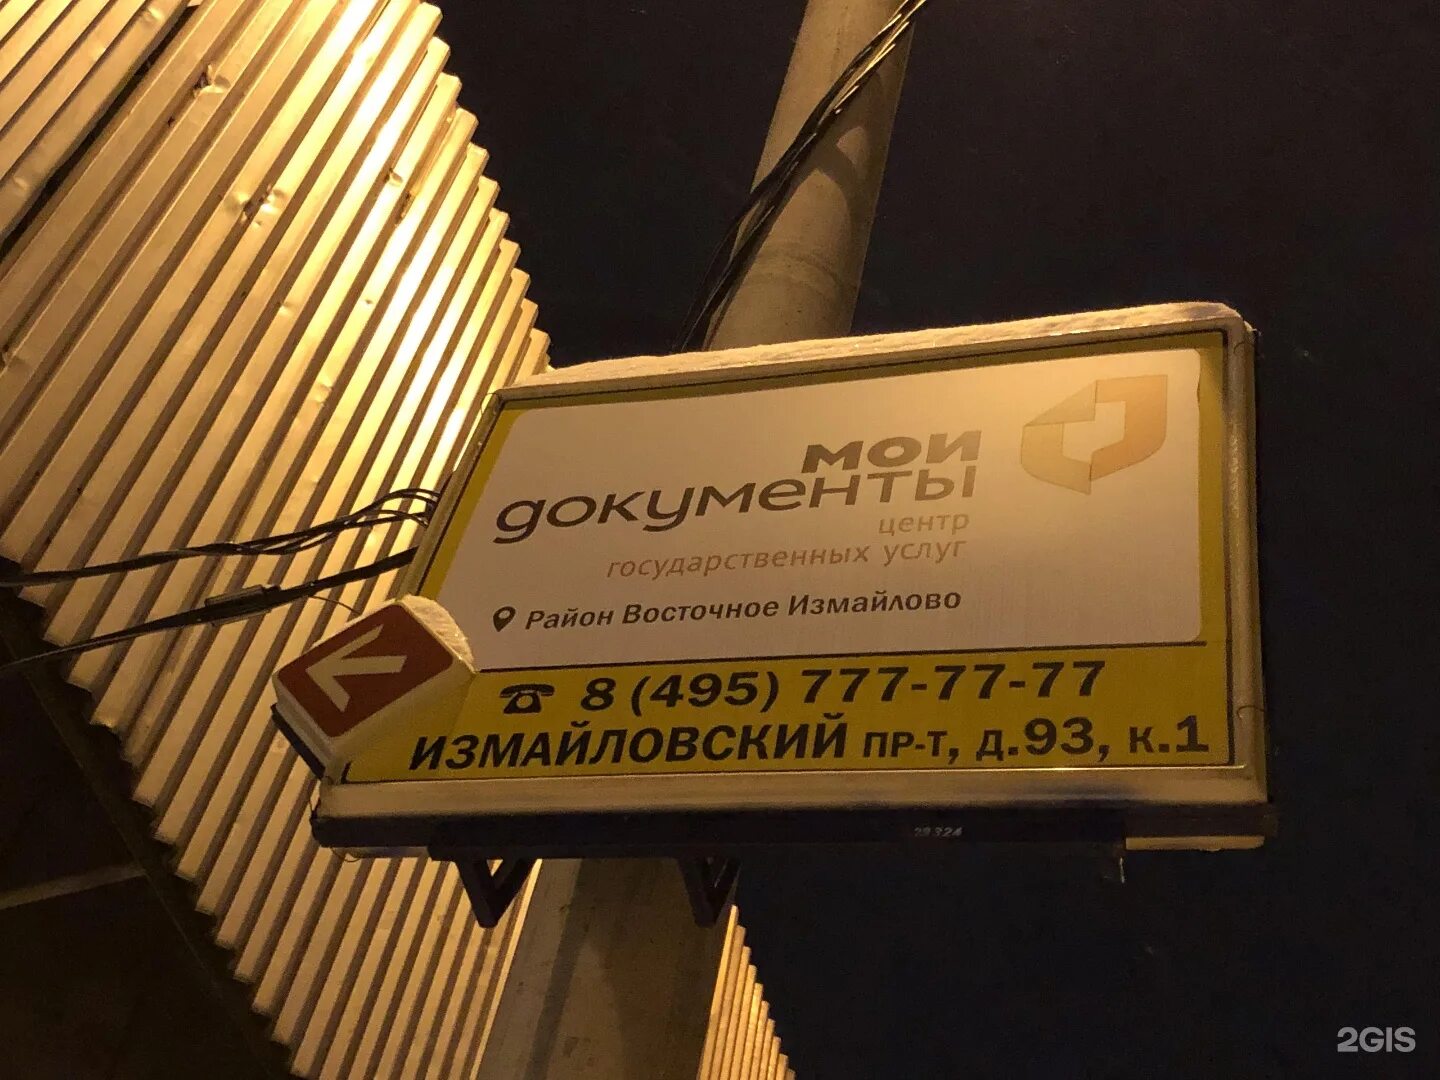 мои
документы
центр
государственных услуг
Район Восточное Измайлово
8 (495) 777-77-77
ИЗМАЙЛОВСКИЙ ПР-Т, Д.93, К.1
2GIS